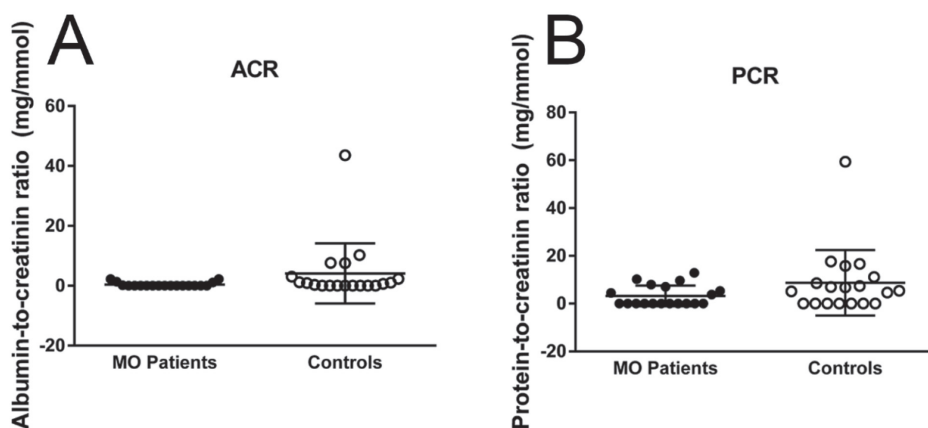 A
ACR
Albumin-to-creatinin ratio (mg/mmol)
60
40
20
0
-20
MO Patients Controls
B
PCR
Protein-to-creatinin ratio (mg/mmol)
80
60
40
20
0
-20
MO Patients Controls